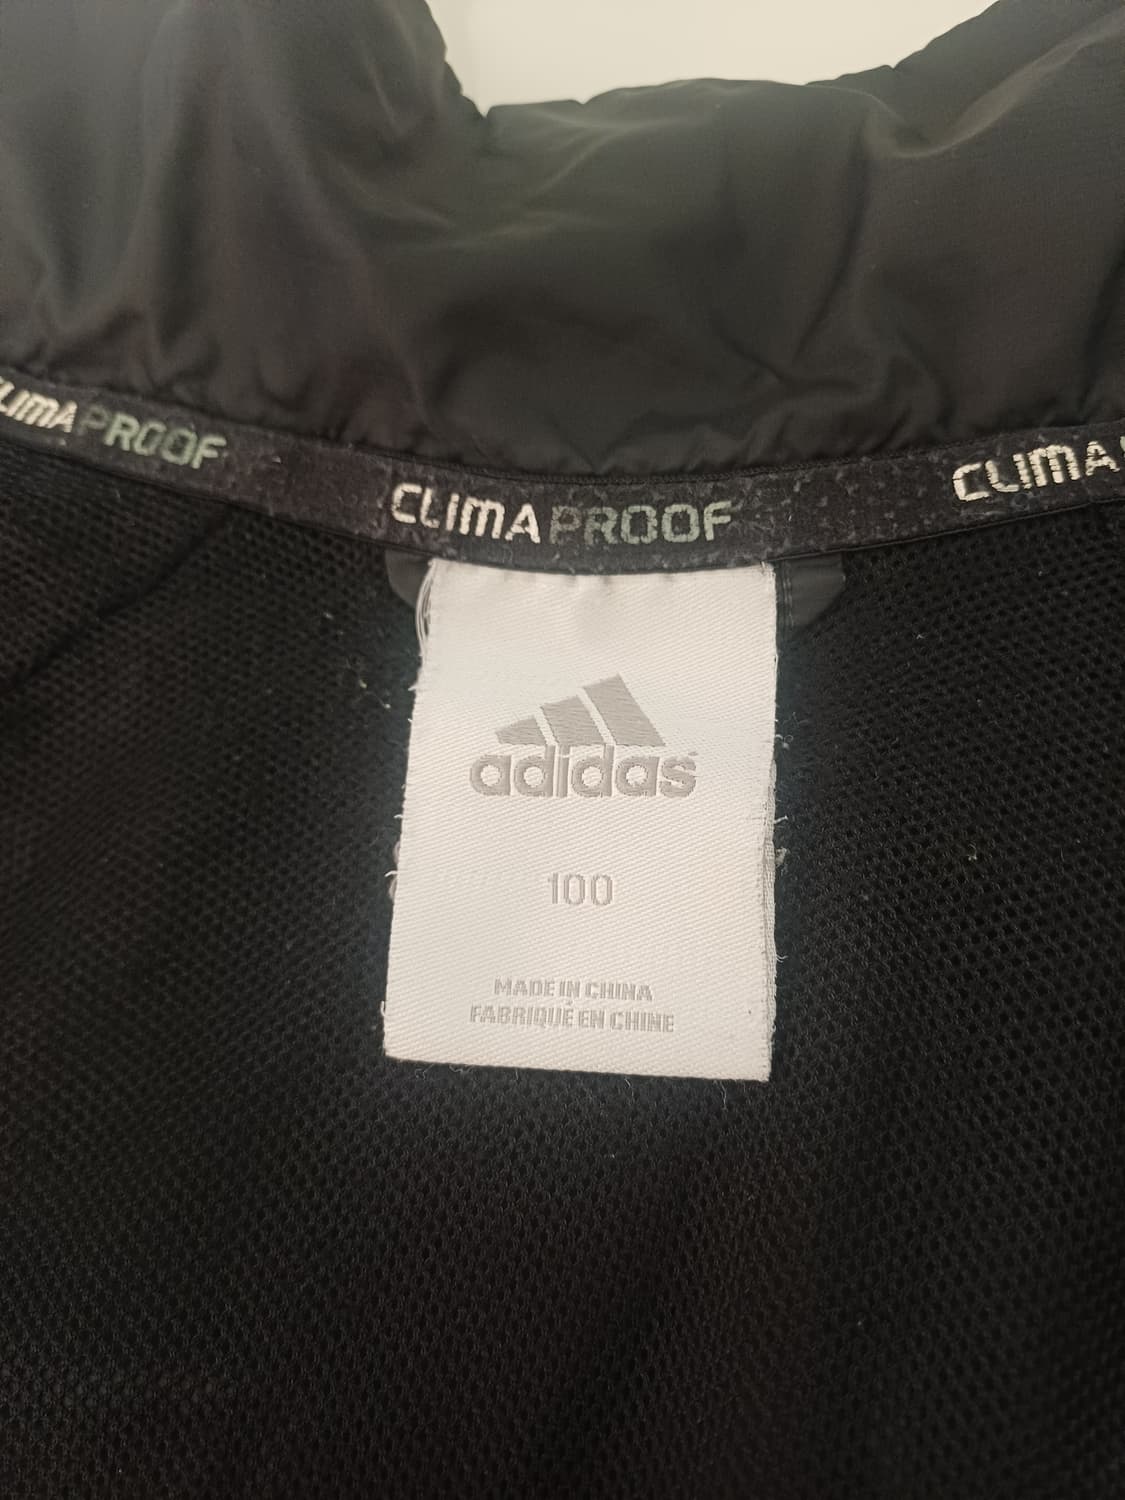 CLIMAPROOF
CLIMAPROOF
CLIMA
adidas
100
MADE IN CHINA
FABRIQUÉ EN CHINE